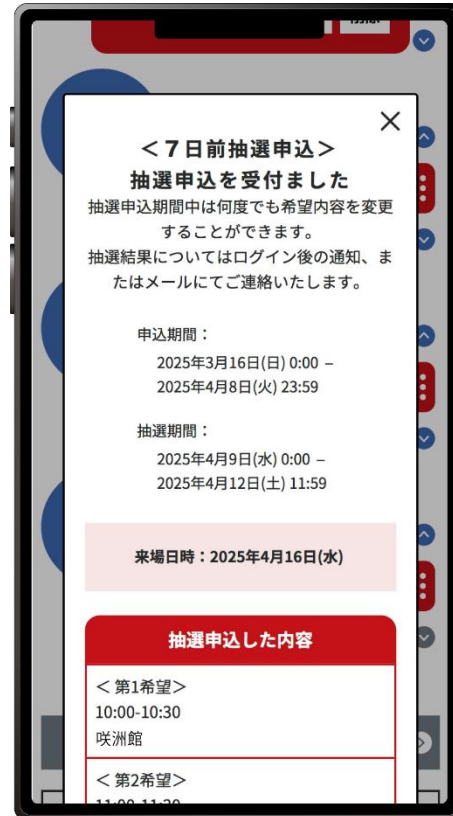 ＜７日前抽選申込＞
抽選申込を受付ました
抽選申込期間中は何度でも希望内容を変更
することができます。
抽選結果についてはログイン後の通知、ま
たはメールにてご連絡いたします。
申込期間：
2025年3月16日(日) 0:00 –
2025年4月8日(火) 23:59
抽選期間：
2025年4月9日(水) 0:00 –
2025年4月12日(土) 11:59
来場日時：2025年4月16日(水)
抽選申込した内容
＜ 第1希望＞
10:00-10:30
咲洲館
＜ 第2希望＞